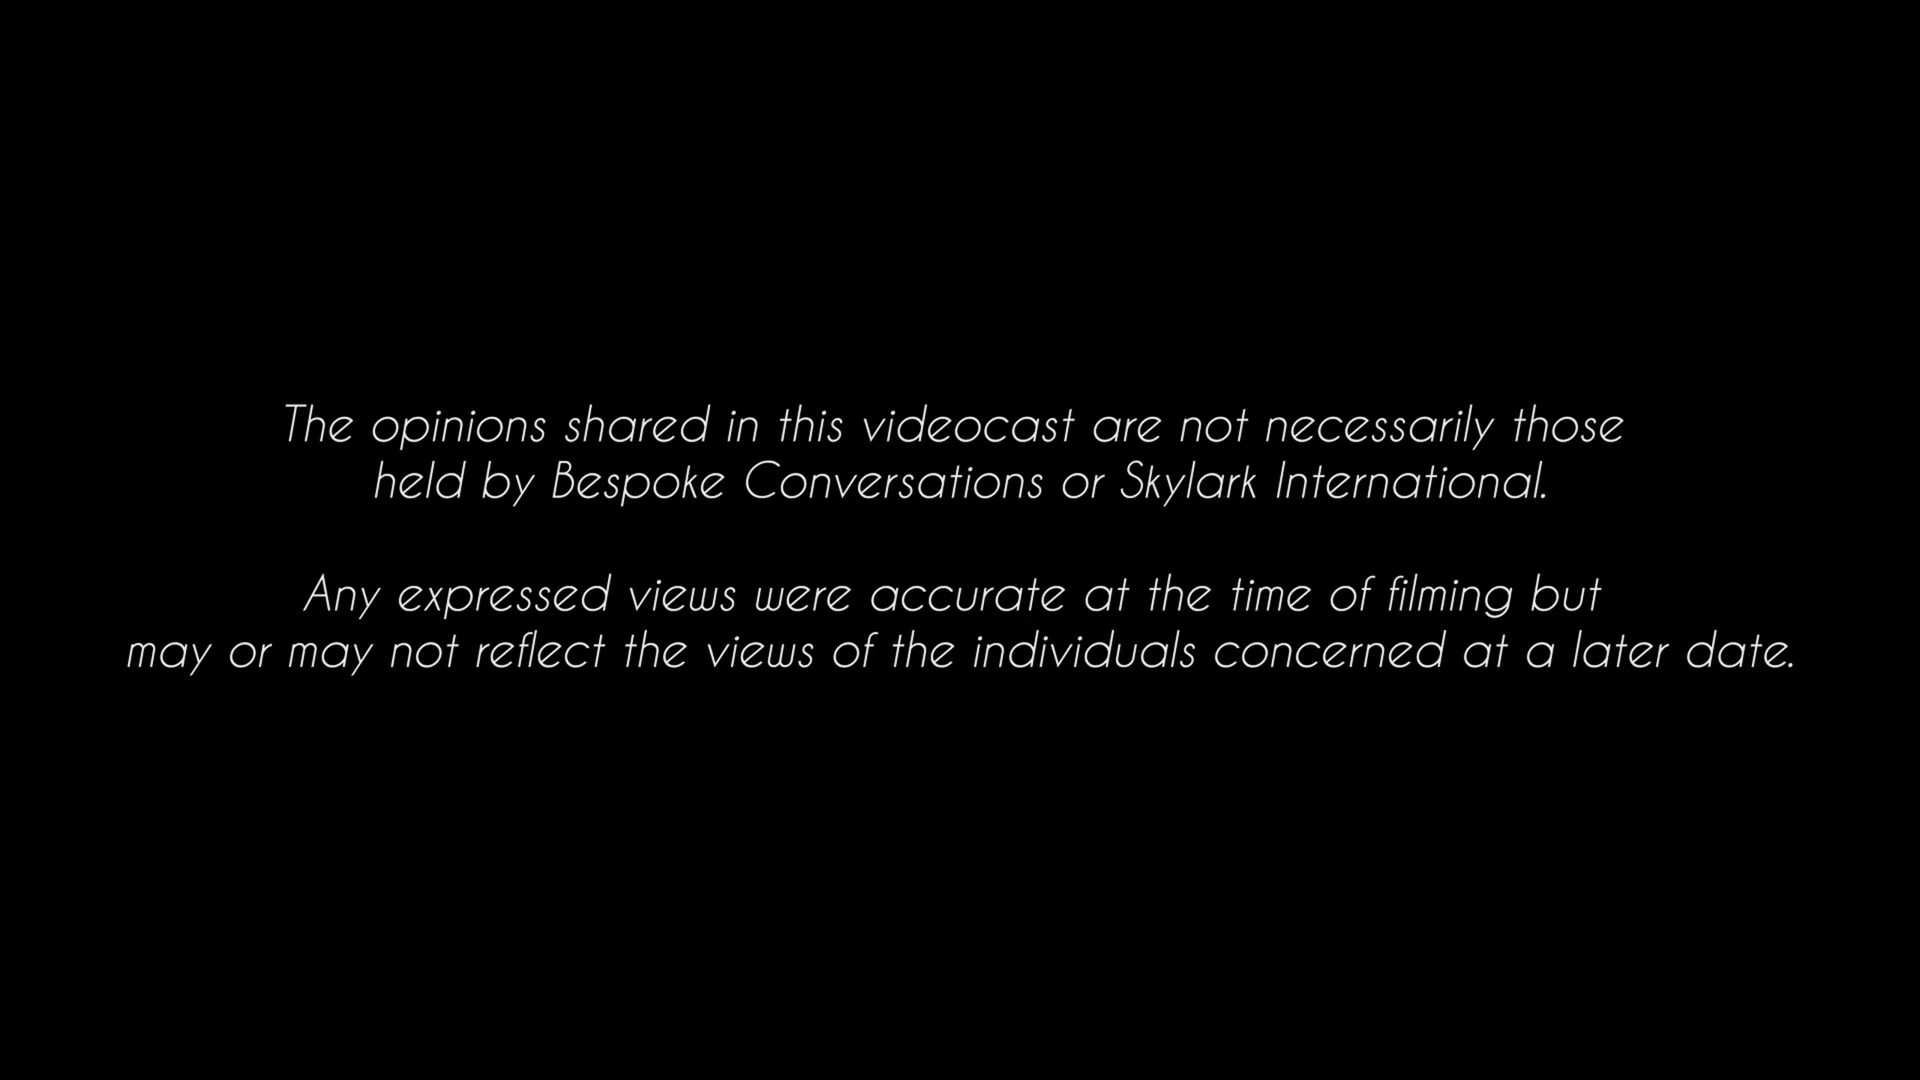 The opinions shared in this videocast are not necessarily those
held by Bespoke Conversations or Skylark International.
Any expressed views were accurate at the time of filming but
may or may not reflect the views of the individuals concerned at a later date.